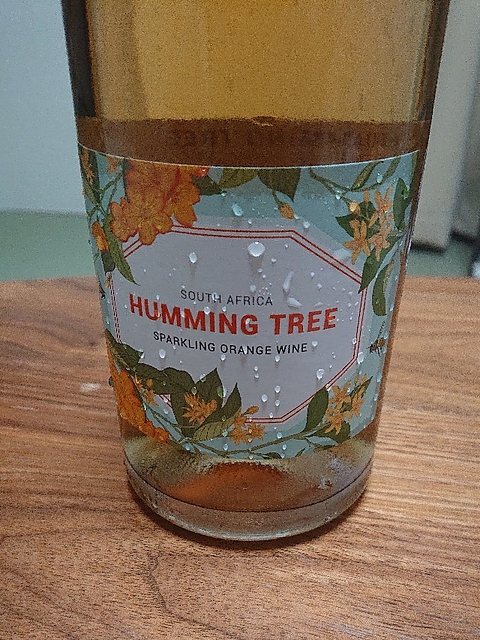 SOUTH AFRICA
HUMMING TREE
SPARKLING ORANGE WINE